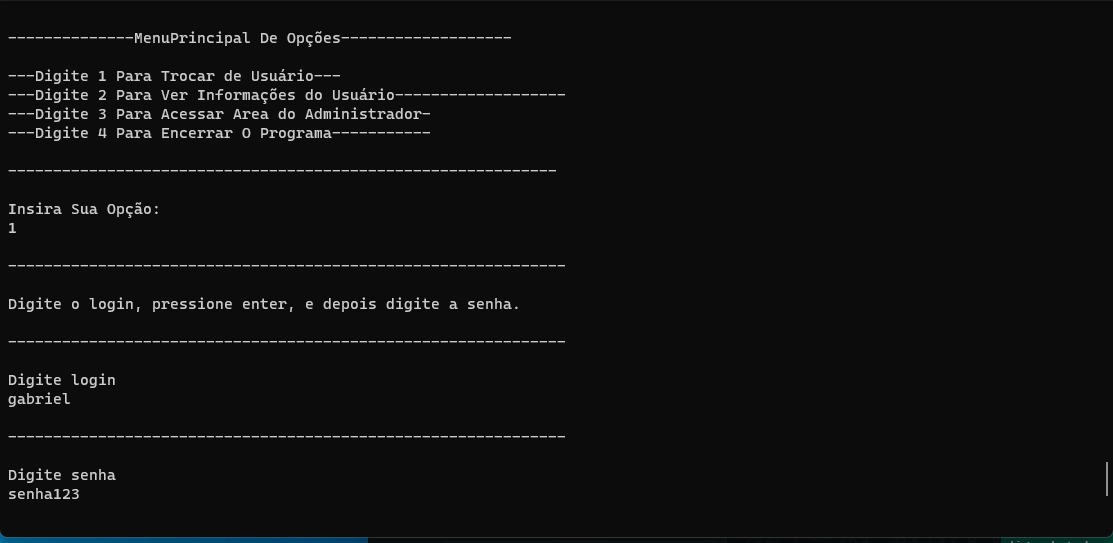 --------------MenuPrincipal De Opções-------------------
---Digite 1 Para Trocar de Usuário---
---Digite 2 Para Ver Informações do Usuário-------------------
---Digite 3 Para Acessar Area do Administrador-
---Digite 4 Para Encerrar O Programa-----------
-------------------------------------------------------------
Insira Sua Opção:
1
--------------------------------------------------------------
Digite o login, pressione enter, e depois digite a senha.
--------------------------------------------------------------
Digite login
gabriel
--------------------------------------------------------------
Digite senha
senha123